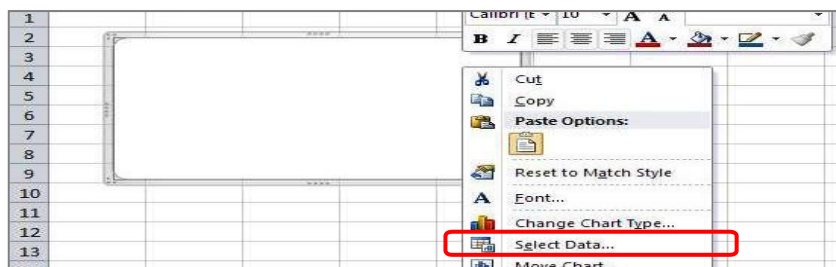 Calibri (E 10 A A
B I A
1
2
3
4
5
6
7
8
9
10
11
12
13
Cut
Copy
Paste Options:
Reset to Match Style
A Font...
Change Chart Type...
Select Data...
Move Chart